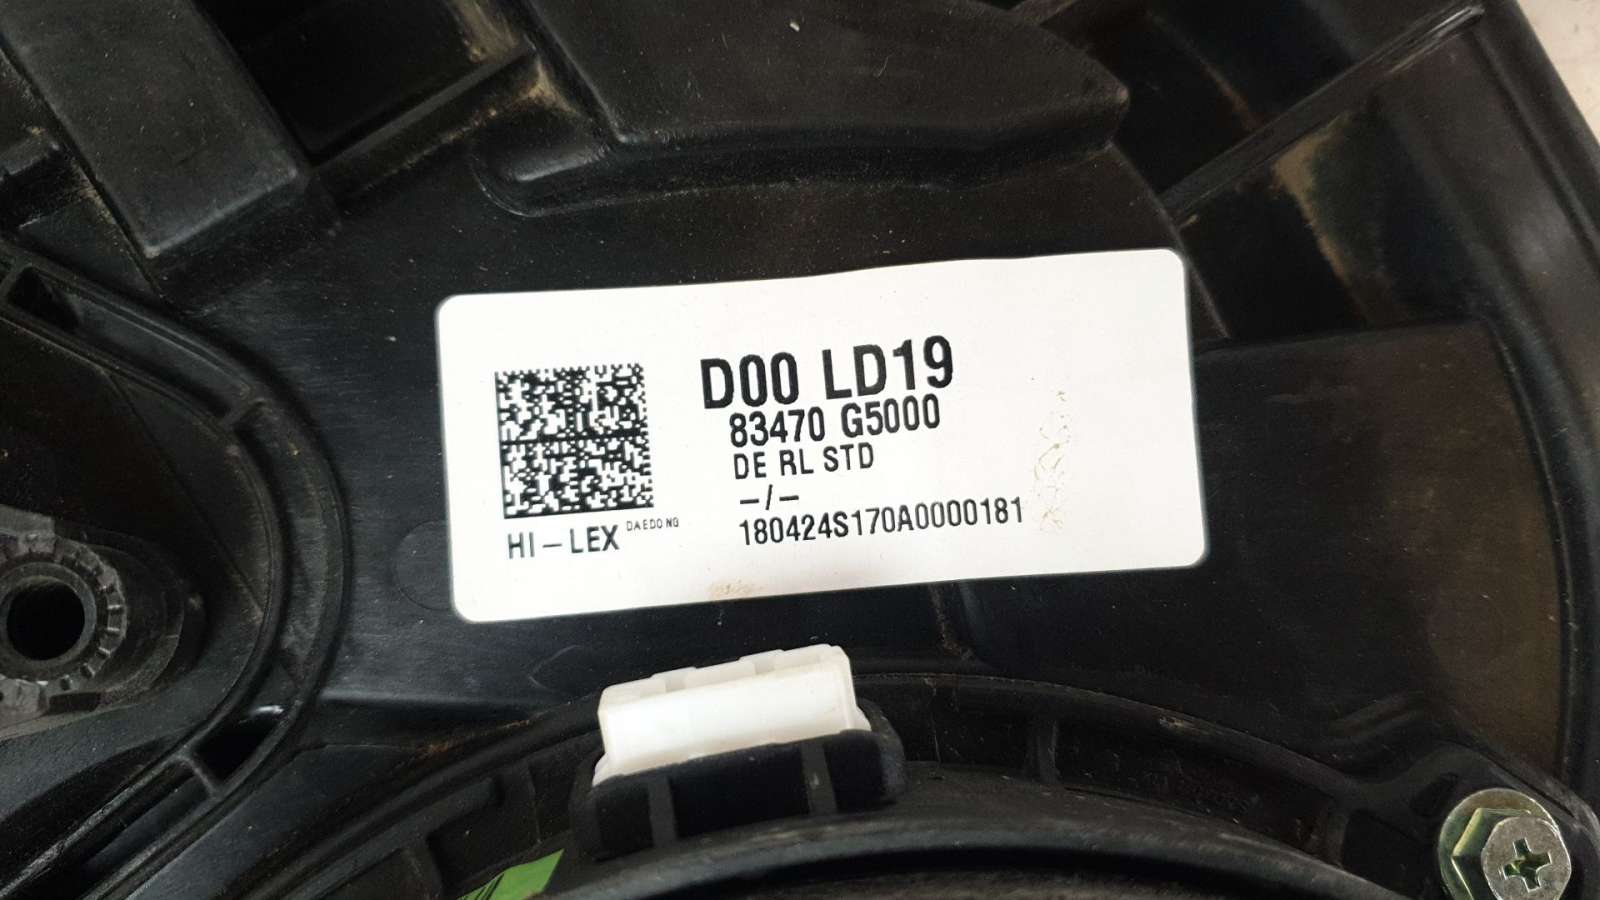 D00 LD19
83470 G5000
DE RL STD
–/–
180424S170A0000181
HI–LEX DAEDONG